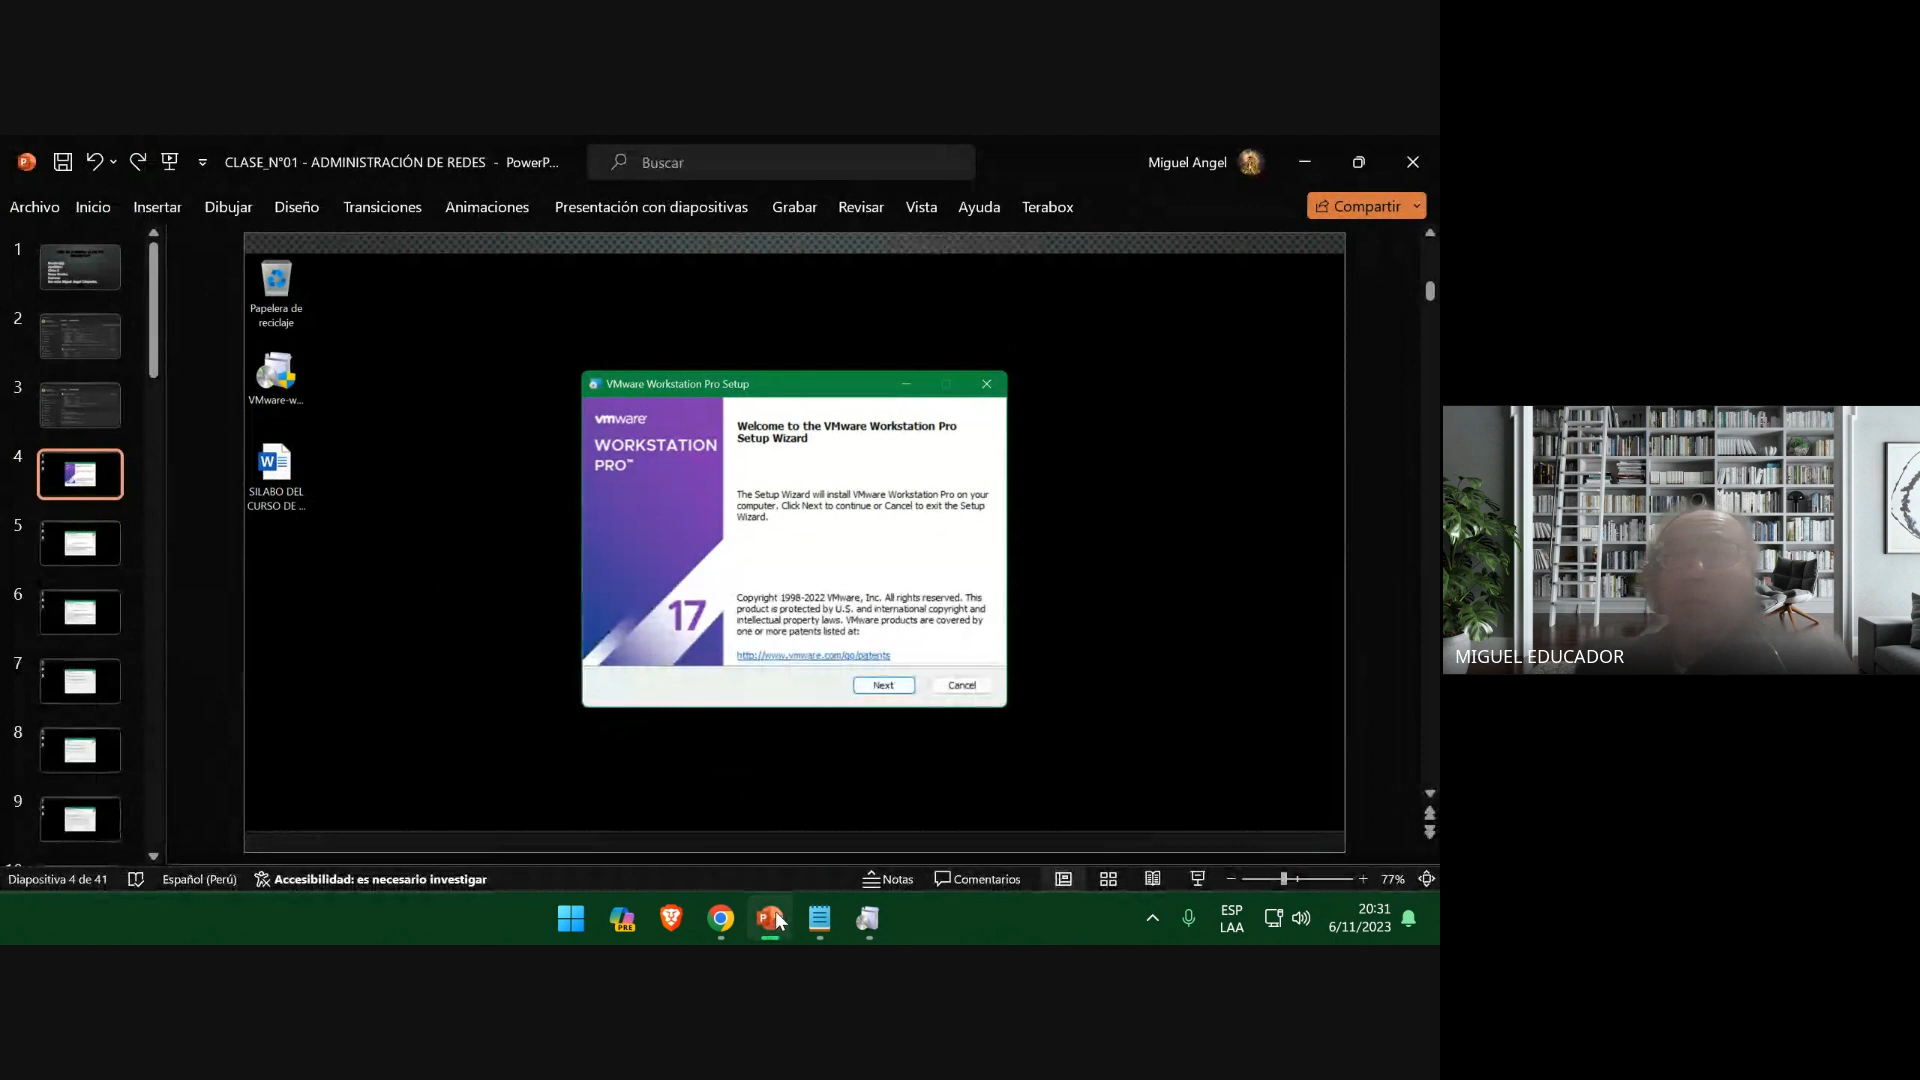 CLASE_N°01 - ADMINISTRACIÓN DE REDES - PowerP...
Buscar
Miguel Angel
Archivo Inicio Insertar Dibujar Diseño Transiciones Animaciones Presentación con diapositivas Grabar Revisar Vista Ayuda Terabox
Compartir
1
2
3
4
5
6
7
8
9
Papelera de
reciclaje
VMware-w...
SILABO DEL
CURSO DE ...
VMware Workstation Pro Setup
vmware
WORKSTATION
PRO™
17
Welcome to the VMware Workstation Pro
Setup Wizard
The Setup Wizard will install VMware Workstation Pro on your
computer. Click Next to continue or Cancel to exit the Setup
Wizard.
Copyright 1998-2022 VMware, Inc. All rights reserved. This
product is protected by U.S. and international copyright and
intellectual property laws. VMware products are covered by
one or more patents listed at:
http://www.vmware.com/go/patents
Next
Cancel
MIGUEL EDUCADOR
Diapositiva 4 de 41
Español (Perú)
Accesibilidad: es necesario investigar
Notas
Comentarios
77%
PRE
ESP
LAA
20:31
6/11/2023